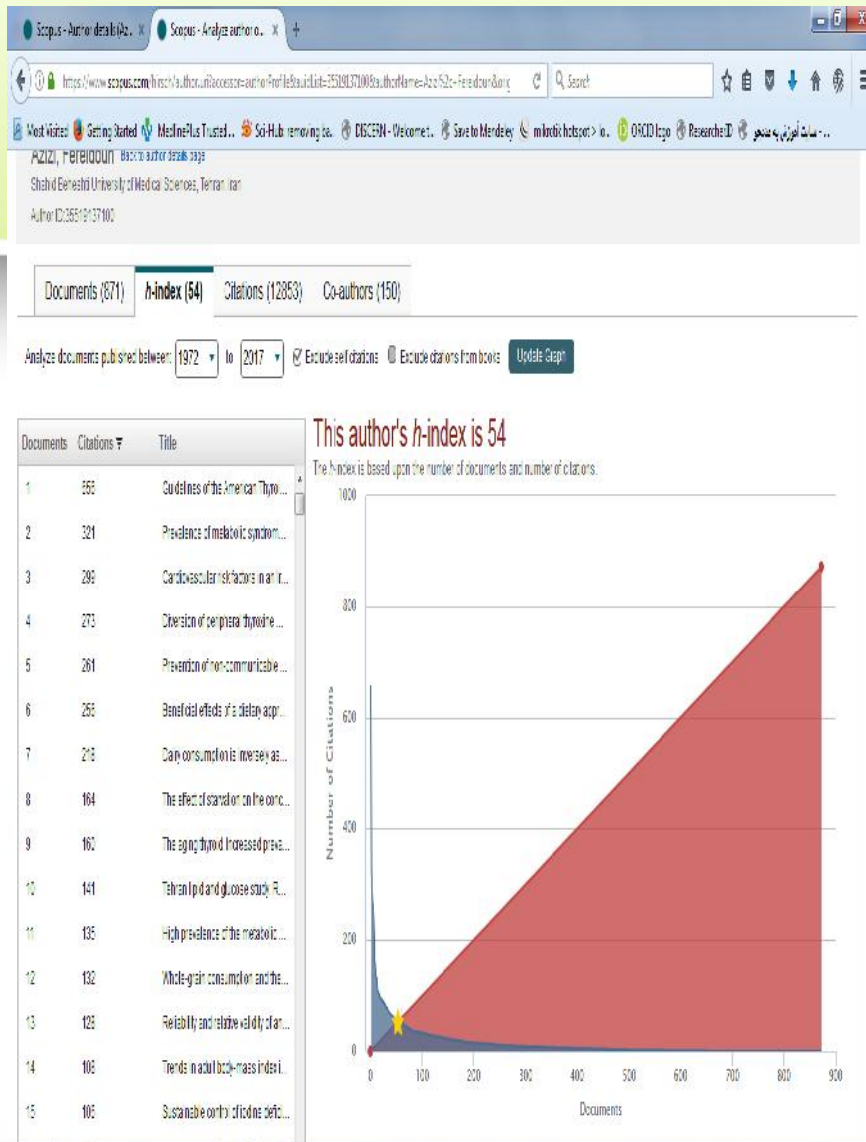 Scopus - Author details (Az.. x
Scopus - Analyze author o... x
https://www.scopus.com/hirsch/author.uri?accessor=authorProfile&auidList=35519137100&authorName=Azizi%2c+Fereidoun&orig
Search
Most Visited Getting Started MedlinePlus Trusted ... Sci-Hub: removing ba.. DISCERN - Welcome t... Save to Mendeley mikrotik hotspot > lo.. ORCID logo ResearcherID
Azizi, Fereidoun Back to author details page
Shahid Beheshti University of Medical Sciences, Tehran, Iran
Author ID:35519137100
Documents (871) h-index (54) Citations (12853) Co-authors (150)
Analyze documents published between: 1972 to 2017 Exclude self citations Exclude citations from books Update Graph
Documents Citations Title
1 Guidelines of the American Thyro...
2 321 Prevalence of metabolic syndrom...
3 299 Cardiovascular risk factors in an Ir...
4 273 Diversion of peripheral thyroxine ...
5 261 Prevention of non-communicable ...
6 Beneficial effects of a dietary appr...
7 Dairy consumption is inversely as...
8 164 The effect of starvation on the conc...
9 160 The aging thyroid. Increased preva...
10 141 Tehran lipid and glucose study. R...
11 135 High prevalence of the metabolic ...
12 132 Whole-grain consumption and the...
13 Reliability and relative validity of an...
14 Trends in adult body-mass index i...
15 Sustainable control of iodine defici...
This author's h-index is 54
The h-index is based upon the number of documents and number of citations.
1000
800
600
400
200
0
Number of Citations
0 100 200 300 400 500 600 700 800 900
Documents